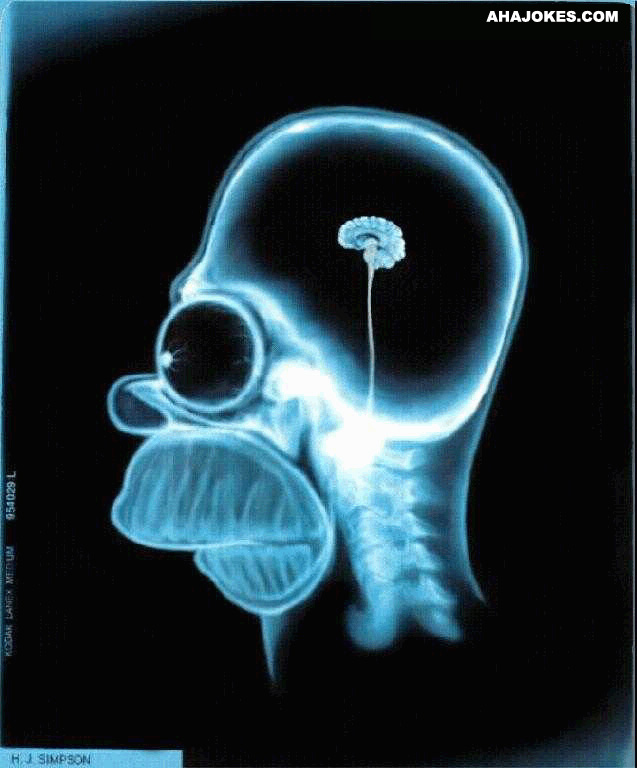 AHAJOKES.COM
KODAK LANEX MEDIUM 954029 L
H. J. SIMPSON